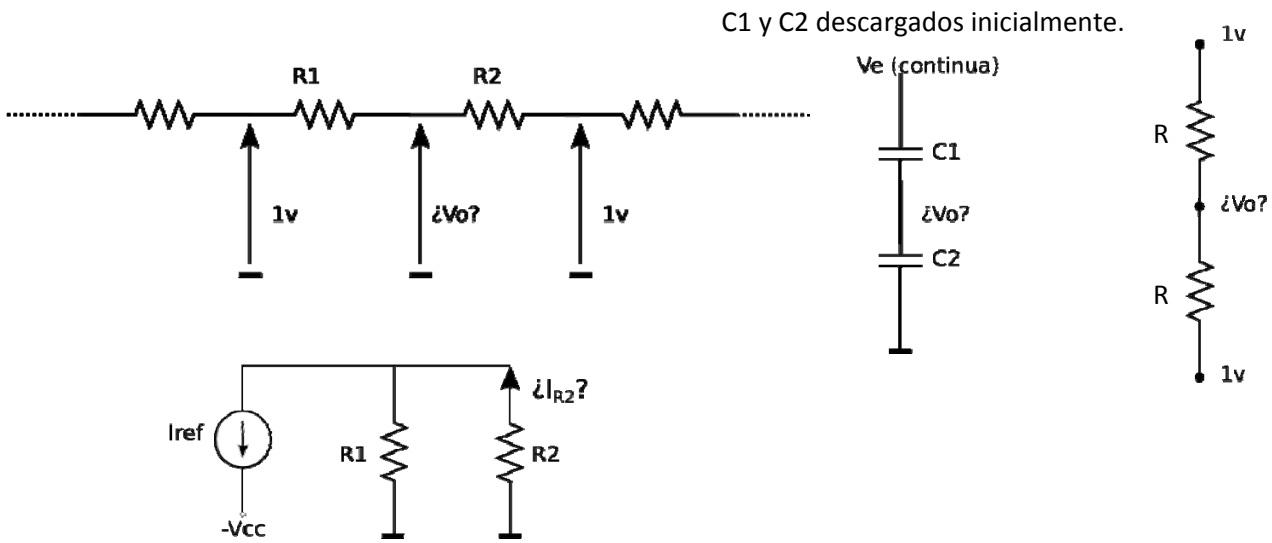 C1 y C2 descargados inicialmente.
R1
R2
1v
¿Vo?
1v
Ve (continua)
C1
¿Vo?
C2
1v
R
¿Vo?
R
1v
Iref
-Vcc
R1
R2
¿IR2?